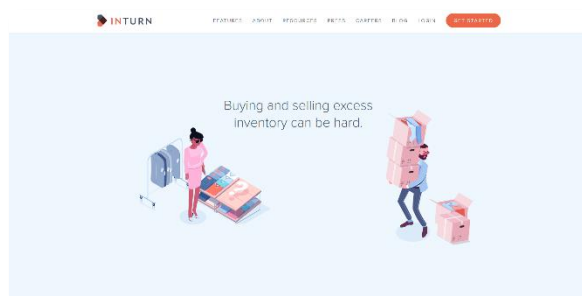 INTURN
FEATURES ABOUT RESOURCES PRESS CAREERS BLOG LOGIN GET STARTED
Buying and selling excess
inventory can be hard.